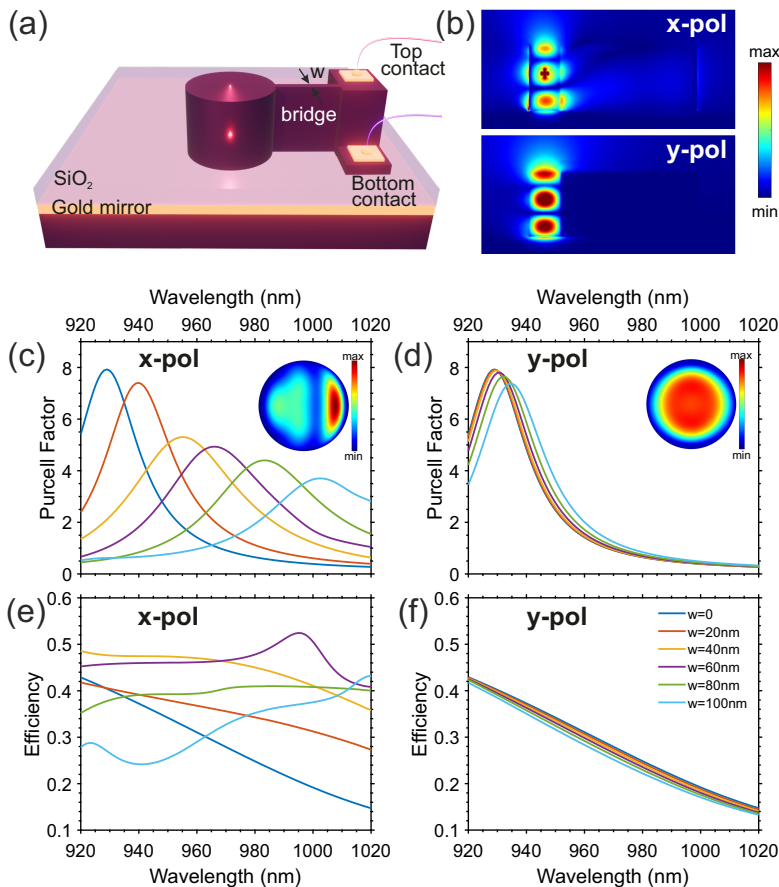 (a)
w
Top
contact
bridge
SiO₂
Gold mirror
Bottom
contact
(b)
x-pol
y-pol
max
min
Wavelength (nm)
920 940 960 980 1000 1020
(c)
x-pol
max
min
Purcell Factor
8
6
4
2
0
Wavelength (nm)
920 940 960 980 1000 1020
(d)
y-pol
max
min
Purcell Factor
8
6
4
2
0
(e)
x-pol
Efficiency
0.6
0.5
0.4
0.3
0.2
0.1
920 940 960 980 1000 1020
Wavelength (nm)
(f)
y-pol
w=0
w=20nm
w=40nm
w=60nm
w=80nm
w=100nm
Efficiency
0.6
0.5
0.4
0.3
0.2
0.1
920 940 960 980 1000 1020
Wavelength (nm)